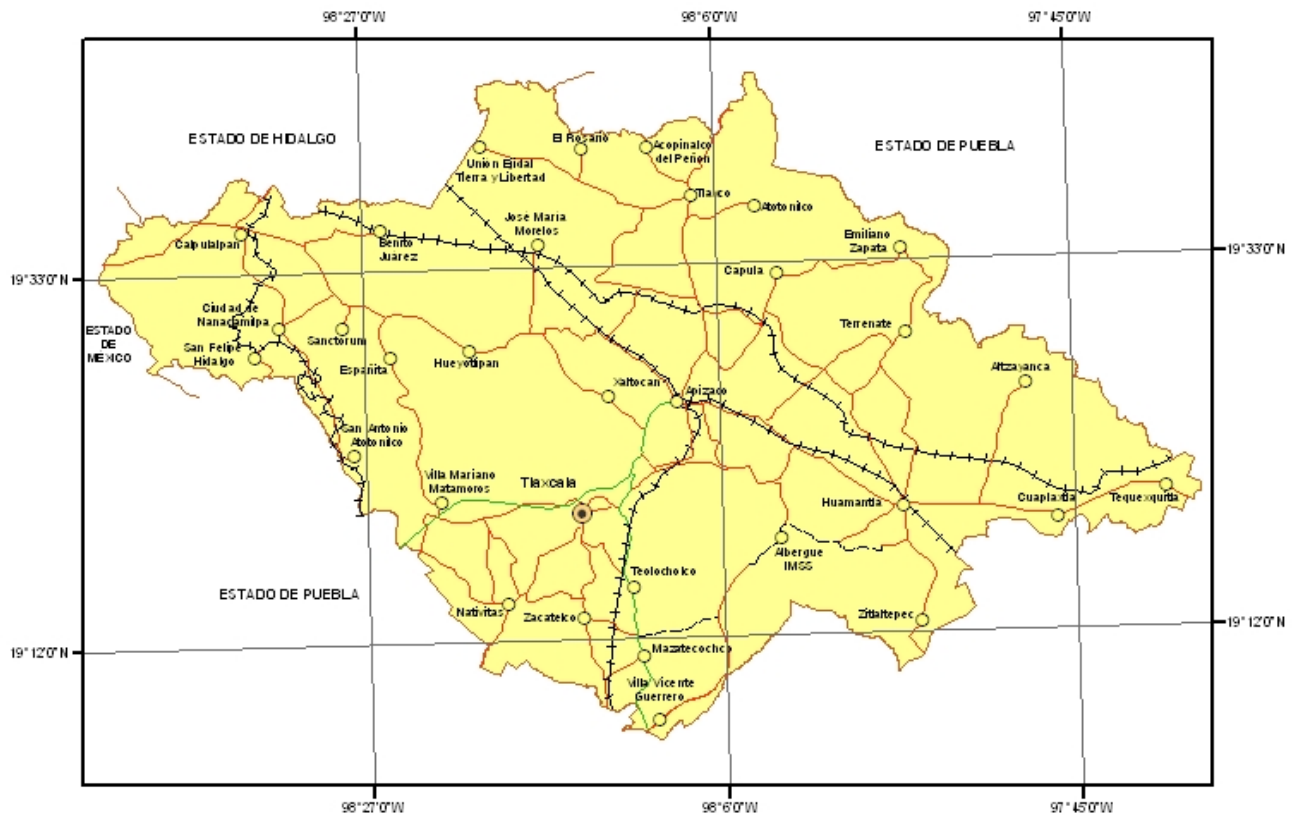 98°27'0"W
98°6'0"W
97°45'0"W
ESTADO DE HIDALGO
ESTADO DE PUEBLA
El Rosario
Acopinalco
del Peñon
Union Ejidal
Tierra y Libertad
Tlaxco
Atotonilco
José Maria
Morelos
Emiliano
Zapata
Calpulalpan
Benito
Juarez
Capula
19°33'0"N
19°33'0"N
Ciudad de
Nanacamilpa
ESTADO
DE
MÉXICO
San Felipe
Hidalgo
Sanctorum
Españita
Hueyotlipan
Terrenate
Altzayanca
Xaltocan
Apizaco
San Antonio
Atotonilco
Villa Mariano
Matamoros
Tlaxcala
Huamantla
Cuapiaxtla
Tequexquitla
Albergue
IMSS
Teolocholco
ESTADO DE PUEBLA
Nativitas
Zacatelco
Zitlaltepec
19°12'0"N
19°12'0"N
Mazatecochco
Villa Vicente
Guerrero
98°27'0"W
98°6'0"W
97°45'0"W